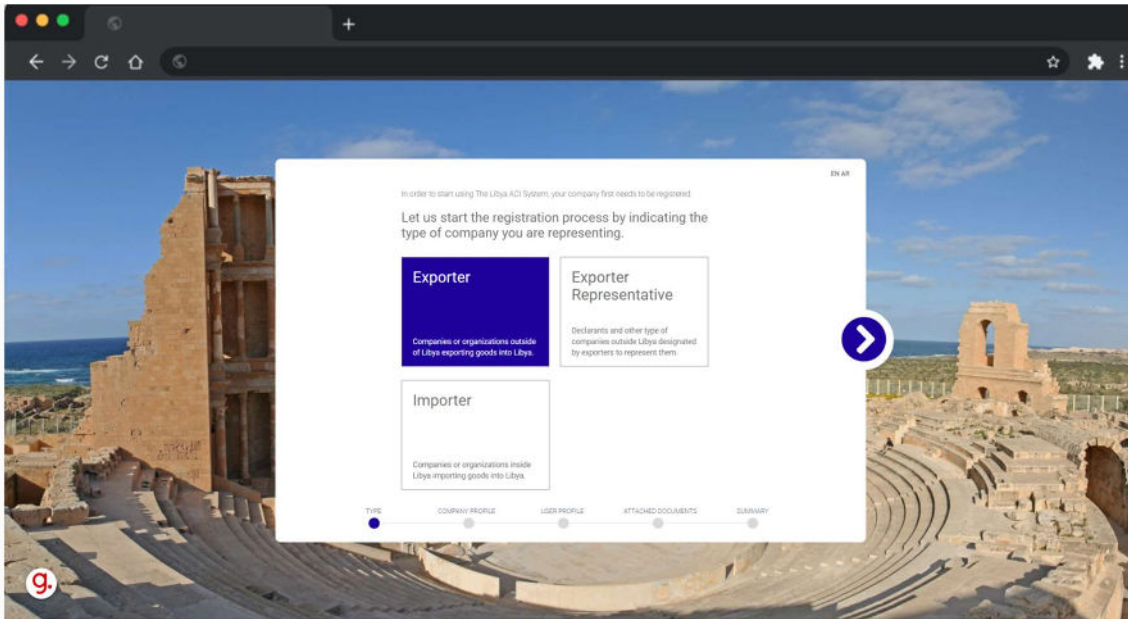 EN AR
In order to start using The Libya ACI System, your company first needs to be registered.
Let us start the registration process by indicating the
type of company you are representing.
Exporter
Companies or organizations outside
of Libya exporting goods into Libya.
Exporter
Representative
Declarants and other type of
companies outside Libya designated
by exporters to represent them.
Importer
Companies or organizations inside
Libya importing goods into Libya.
TYPE
COMPANY PROFILE
USER PROFILE
ATTACHED DOCUMENTS
SUMMARY
g.